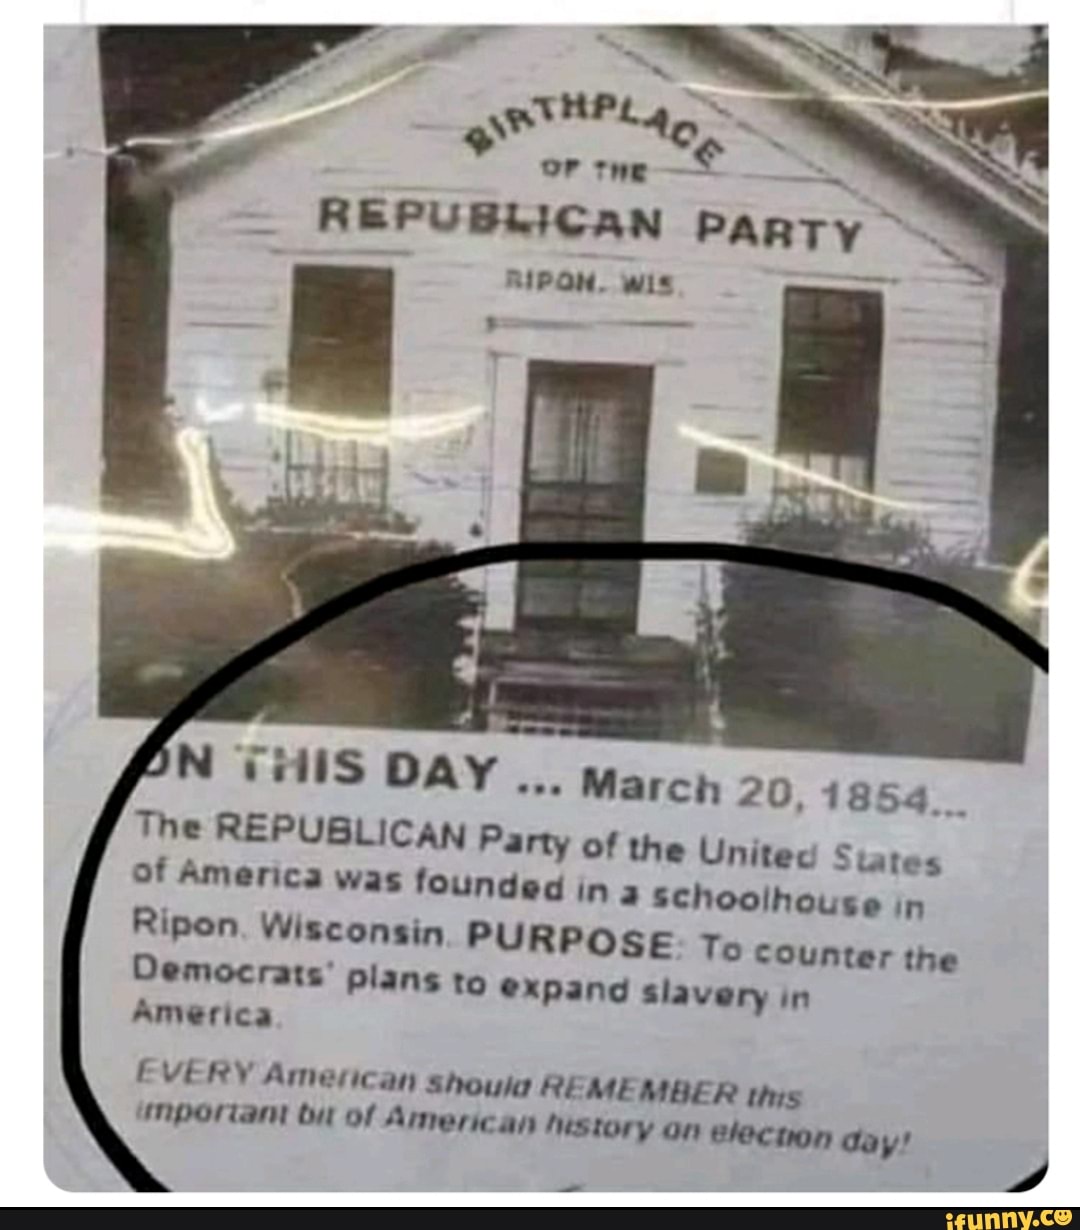 BIRTHPLACE
OF THE
REPUBLICAN PARTY
RIPON, WIS.
ON THIS DAY ... March 20, 1854...
The REPUBLICAN Party of the United States
of America was founded in a schoolhouse in
Ripon, Wisconsin. PURPOSE: To counter the
Democrats' plans to expand slavery in
America.
EVERY American should REMEMBER this
important bit of American history on election day!
ifunny.co